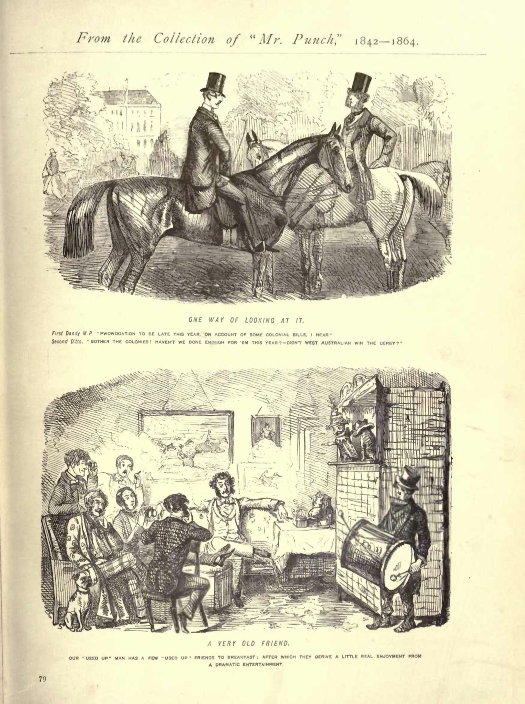 From the Collection of "Mr. Punch," 1842—1864.
ONE WAY OF LOOKING AT IT.
First Dandy M.P. "PROROGATION TO BE LATE THIS YEAR, ON ACCOUNT OF SOME COLONIAL BILLS, I HEAR"
Second Ditto. "BOTHER THE COLONIES! HAVEN'T WE DONE ENOUGH FOR 'EM THIS YEAR?—DIDN'T WEST AUSTRALIAN WIN THE DERBY?"
A VERY OLD FRIEND.
OUR "USED UP" MAN HAS A FEW "USED UP" FRIENDS TO BREAKFAST; AFTER WHICH THEY DERIVE A LITTLE REAL ENJOYMENT FROM
A DRAMATIC ENTERTAINMENT
79